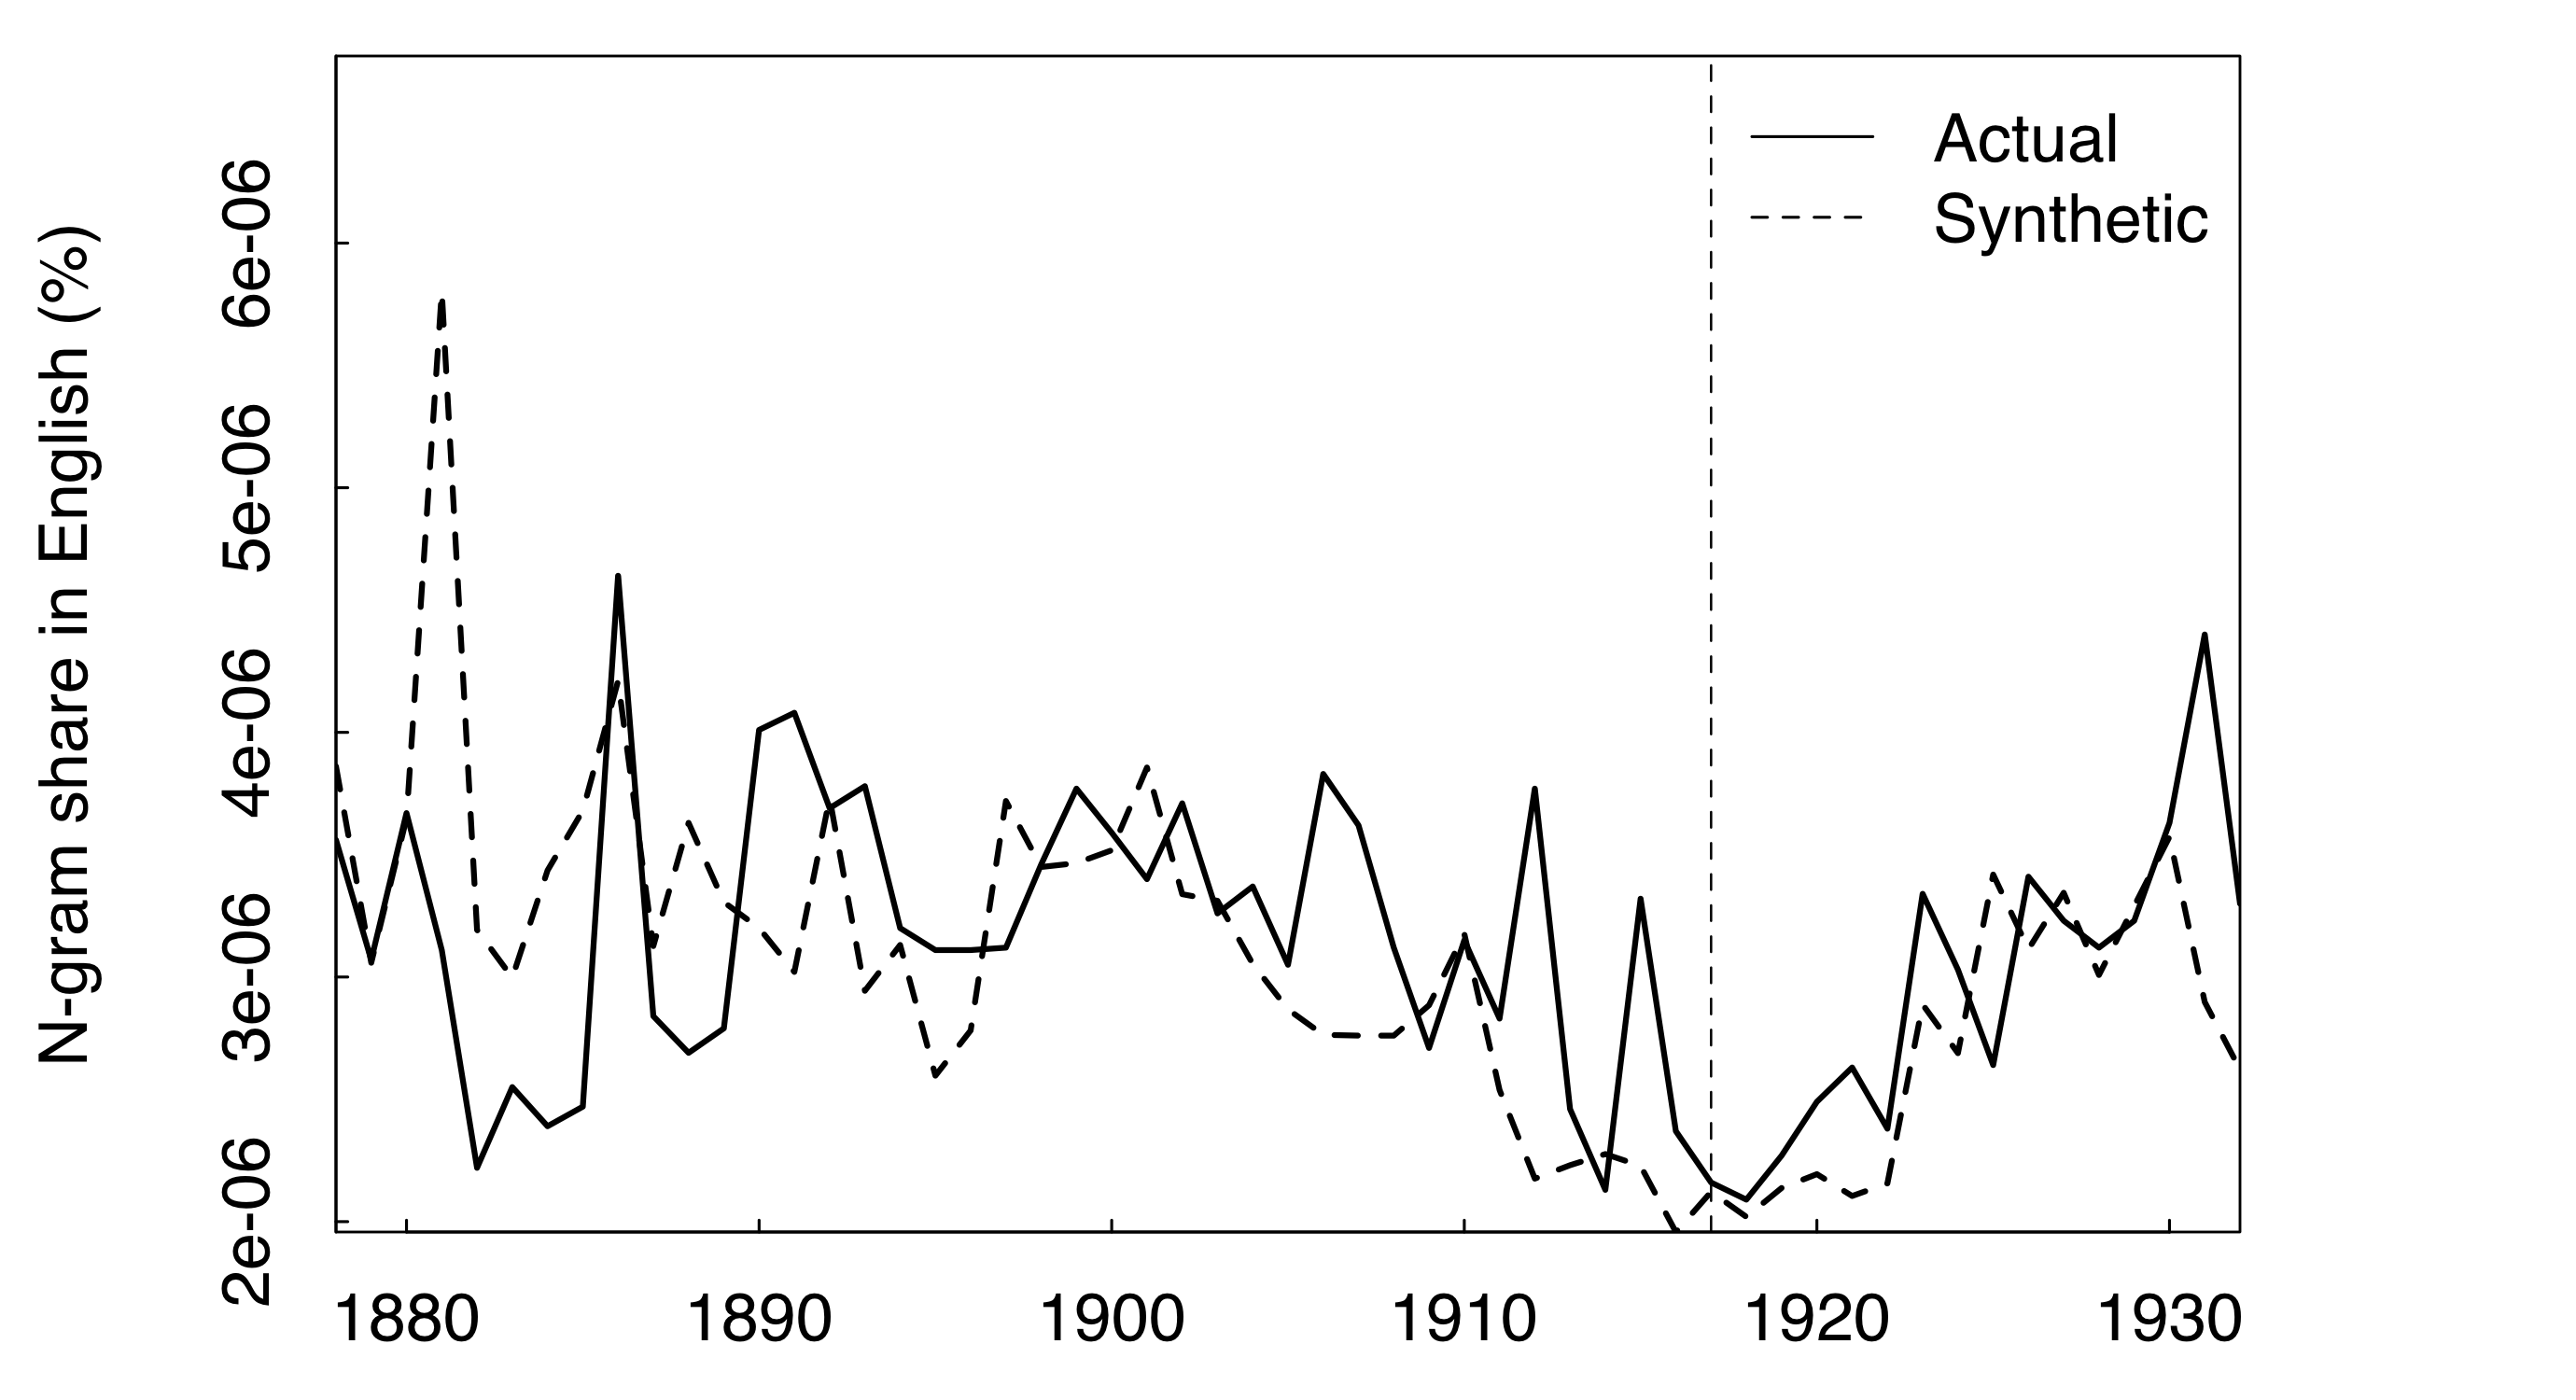 N-gram share in English (%)
6e-06
5e-06
4e-06
3e-06
2e-06
Actual
Synthetic
1880 1890 1900 1910 1920 1930